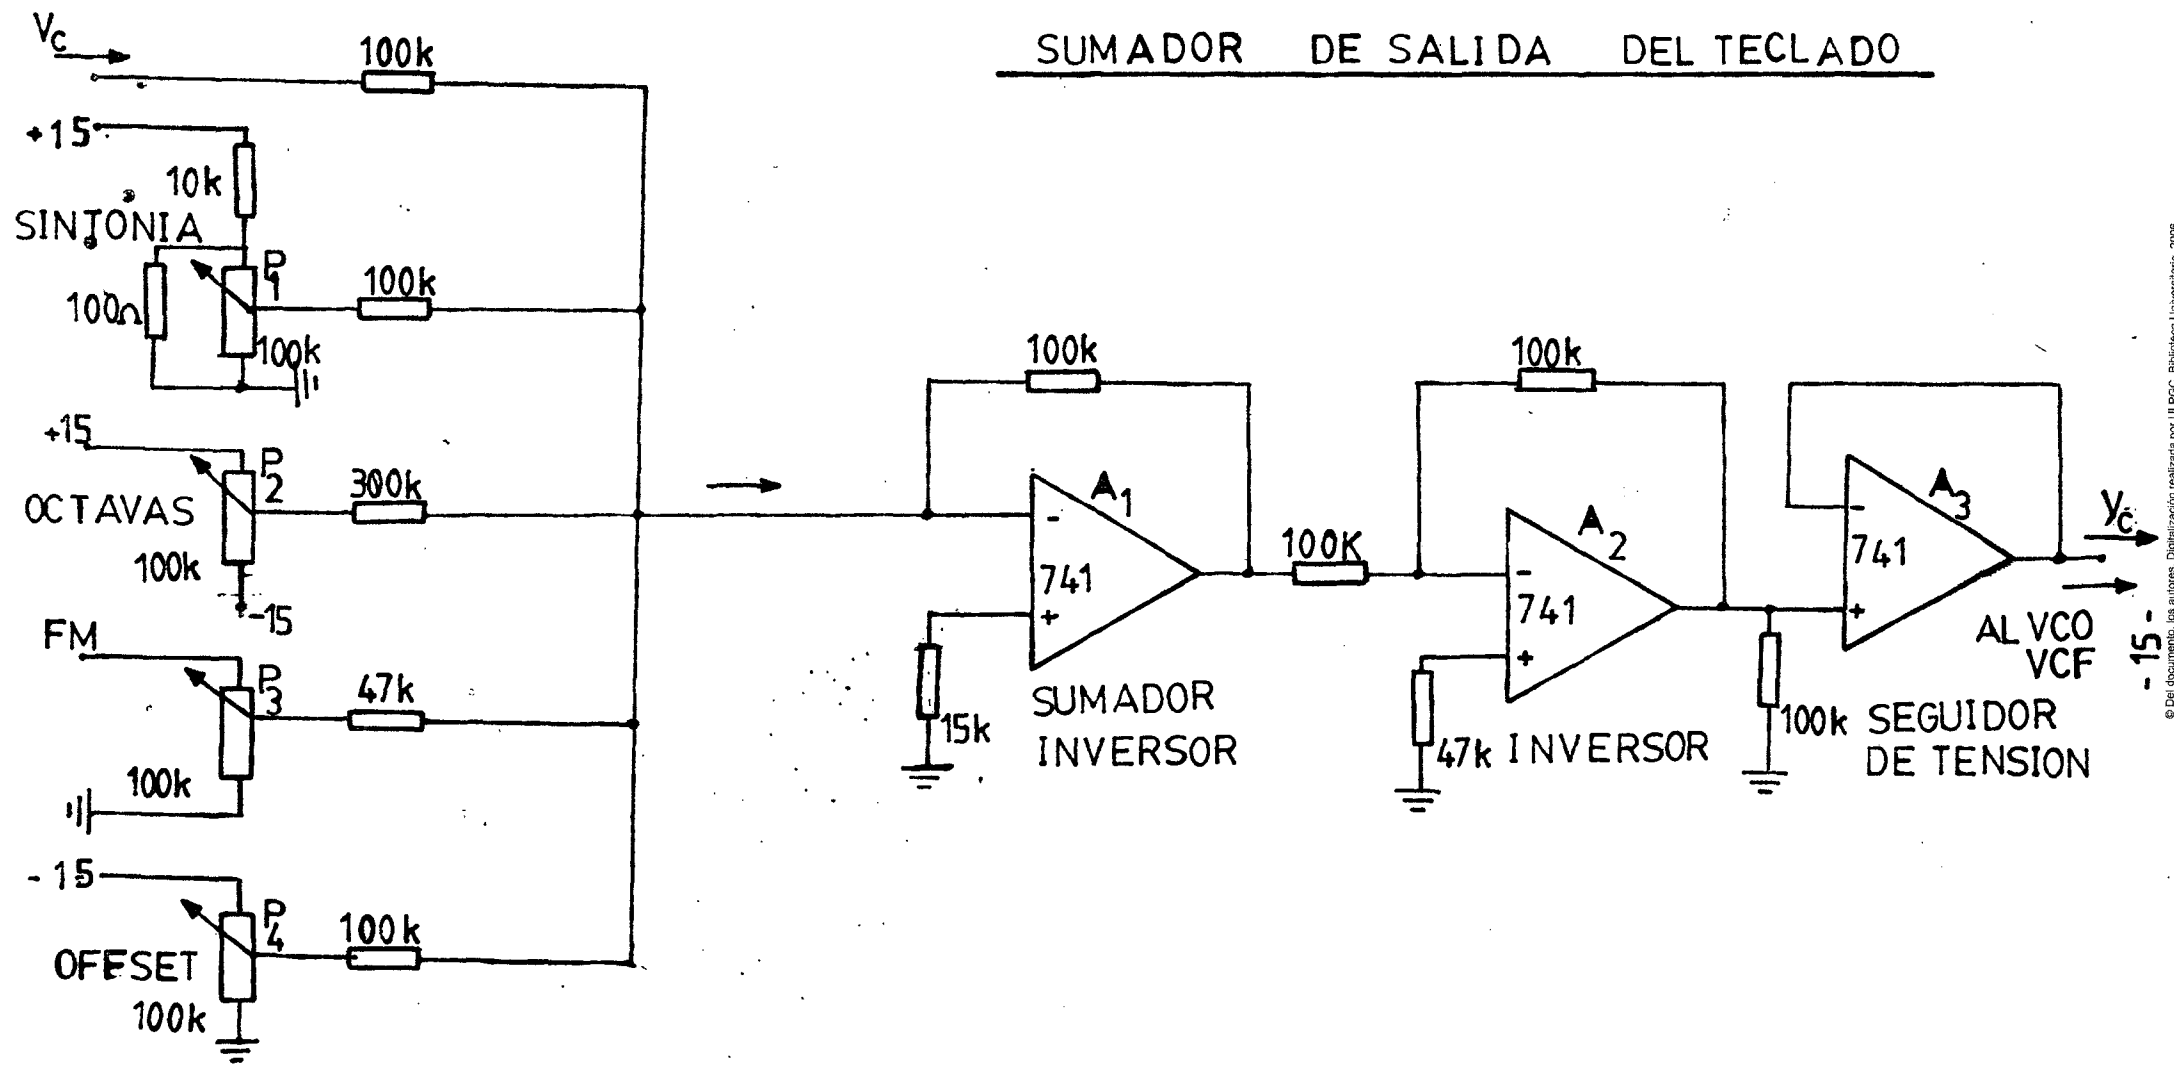 SUMADOR DE SALIDA DEL TECLADO
Vc
100k
+15
10k
SINTONIA
P1
100Ω
100k
100k
+15
P2
OCTAVAS
300k
100k
-15
FM
P3
47k
100k
-15
P4
100k
OFFSET
100k
100k
A1
-
741
+
15k
SUMADOR
INVERSOR
100K
100k
A2
-
741
+
47k
INVERSOR
100k
A3
-
741
+
SEGUIDOR
DE TENSION
Vc
AL VCO
VCF
-15-